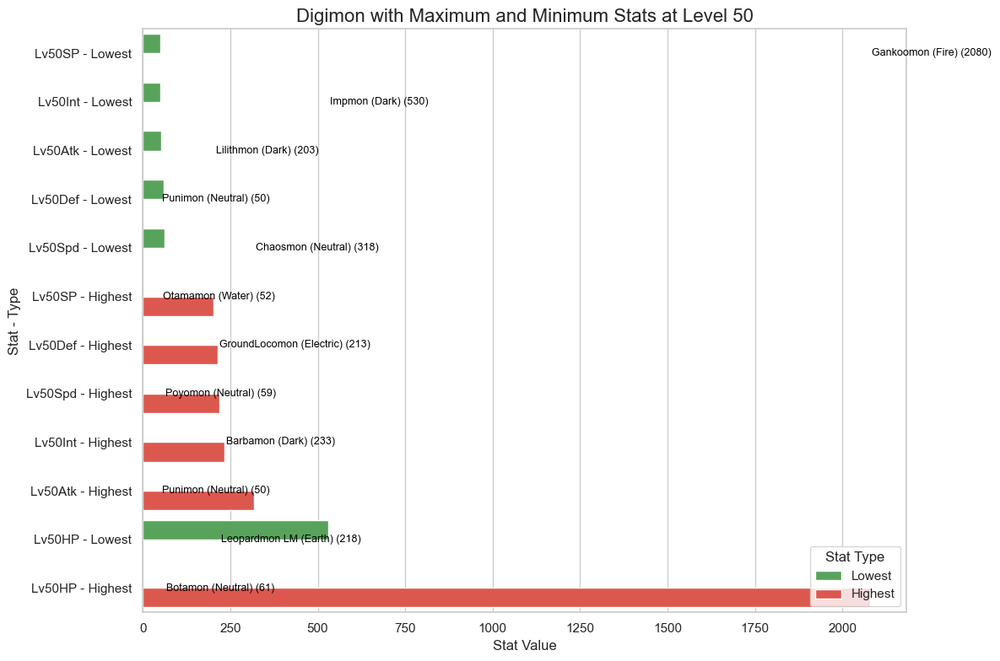 Digimon with Maximum and Minimum Stats at Level 50
Lv50SP - Lowest
Gankoomon (Fire) (2080)
Lv50Int - Lowest
Impmon (Dark) (530)
Lv50Atk - Lowest
Lilithmon (Dark) (203)
Lv50Def - Lowest
Punimon (Neutral) (50)
Lv50Spd - Lowest
Chaosmon (Neutral) (318)
Lv50SP - Highest
Otamamon (Water) (52)
Lv50Def - Highest
GroundLocomon (Electric) (213)
Lv50Spd - Highest
Poyomon (Neutral) (59)
Lv50Int - Highest
Barbamon (Dark) (233)
Lv50Atk - Highest
Punimon (Neutral) (50)
Lv50HP - Lowest
Leopardmon LM (Earth) (218)
Lv50HP - Highest
Botamon (Neutral) (61)
Stat - Type
Stat Type
Lowest
Highest
0 250 500 750 1000 1250 1500 1750 2000
Stat Value